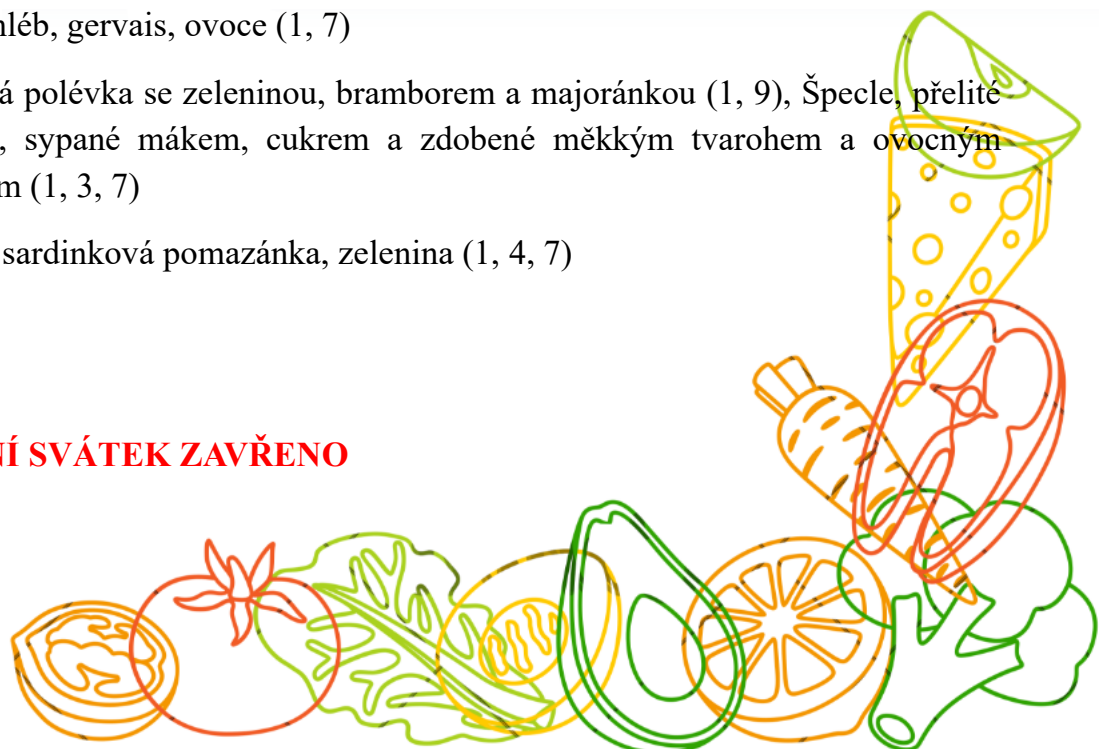 hléb, gervais, ovoce (1, 7)
á polévka se zeleninou, bramborem a majoránkou (1, 9), Špecle, přelité
, sypané mákem, cukrem a zdobené měkkým tvarohem a ovocným
m (1, 3, 7)
sardinková pomazánka, zelenina (1, 4, 7)
NÍ SVÁTEK ZAVŘENO